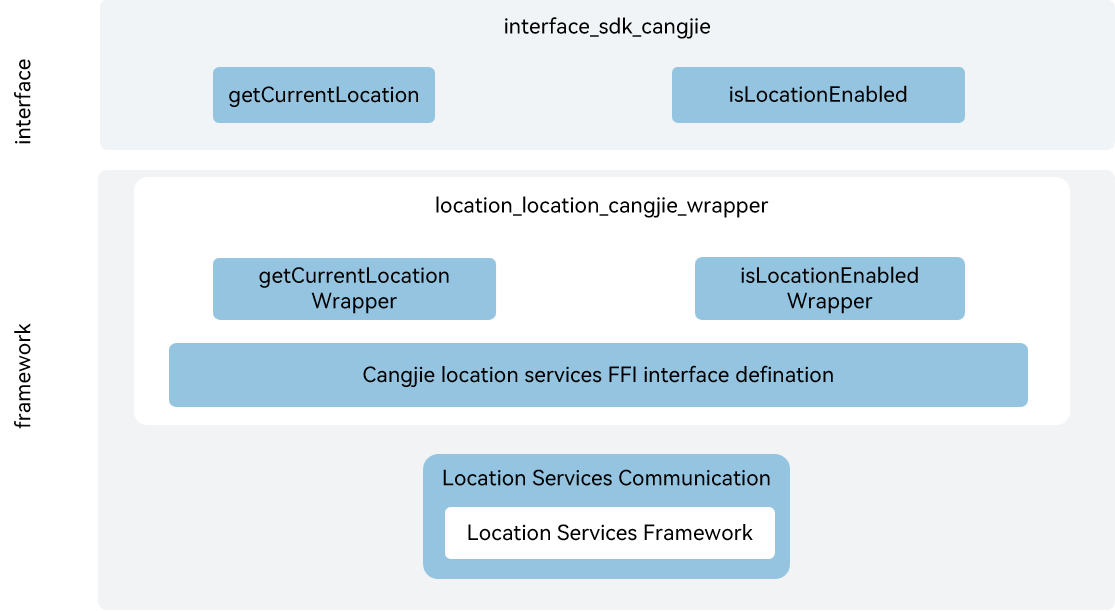 interface_sdk_cangjie
interface
getCurrentLocation
isLocationEnabled
location_location_cangjie_wrapper
getCurrentLocation
Wrapper
isLocationEnabled
Wrapper
framework
Cangjie location services FFI interface defination
Location Services Communication
Location Services Framework